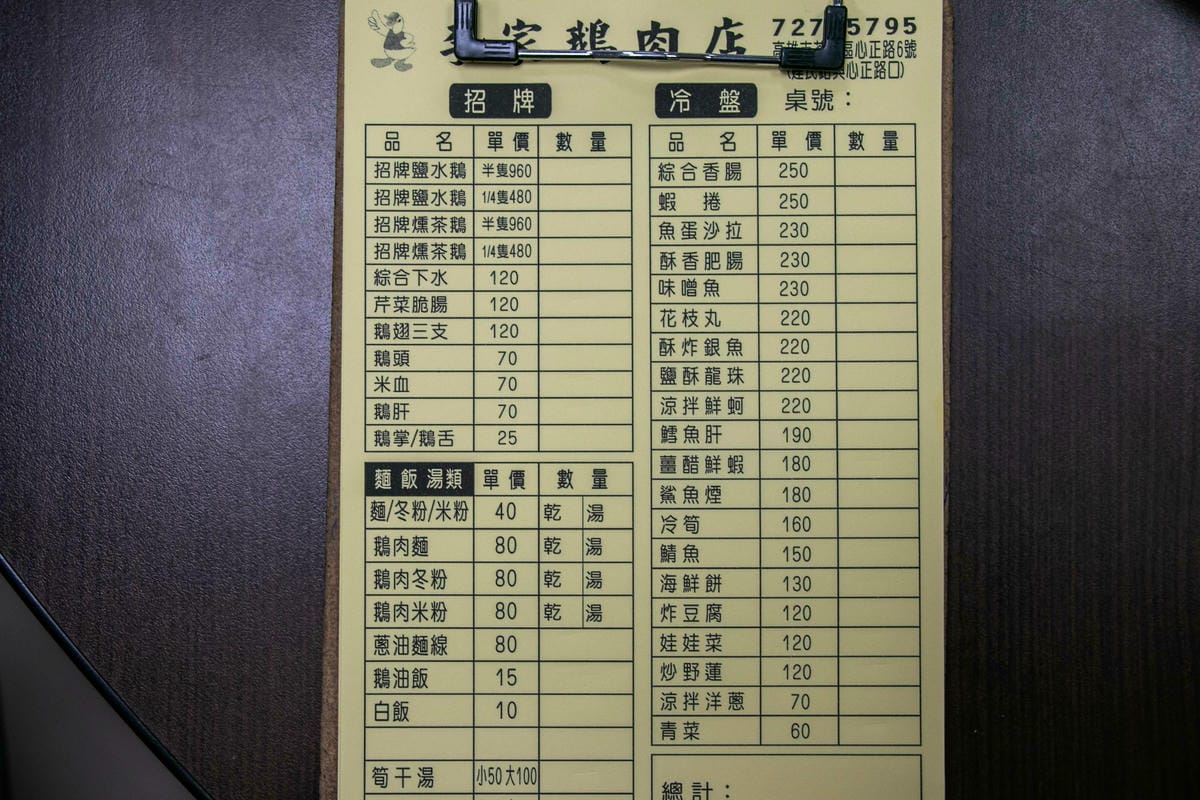 家鵝肉店
727 5795
心正路6號
心正路口)
招牌
品名 單價 數量
招牌鹽水鵝 半隻960
招牌鹽水鵝 1/4隻480
招牌燻茶鵝 半隻960
招牌燻茶鵝 1/4隻480
綜合下水 120
芹菜脆腸 120
鵝翅三支 120
鵝頭 70
米血 70
鵝肝 70
鵝掌/鵝舌 25
麵飯湯類 單價 數量
麵/冬粉/米粉 40 乾 湯
鵝肉麵 80 乾 湯
鵝肉冬粉 80 乾 湯
鵝肉米粉 80 乾 湯
蔥油麵線 80
鵝油飯 15
白飯 10
筍干湯 小50大100
冷盤 桌號：
品名 單價 數量
綜合香腸 250
蝦捲 250
魚蛋沙拉 230
酥香肥腸 230
味噌魚 230
花枝丸 220
酥炸銀魚 220
鹽酥龍珠 220
涼拌鮮蚵 220
鱈魚肝 190
薑醋鮮蝦 180
鯊魚煙 180
冷筍 160
鯖魚 150
海鮮餅 130
炸豆腐 120
娃娃菜 120
炒野蓮 120
涼拌洋蔥 70
青菜 60
總計：